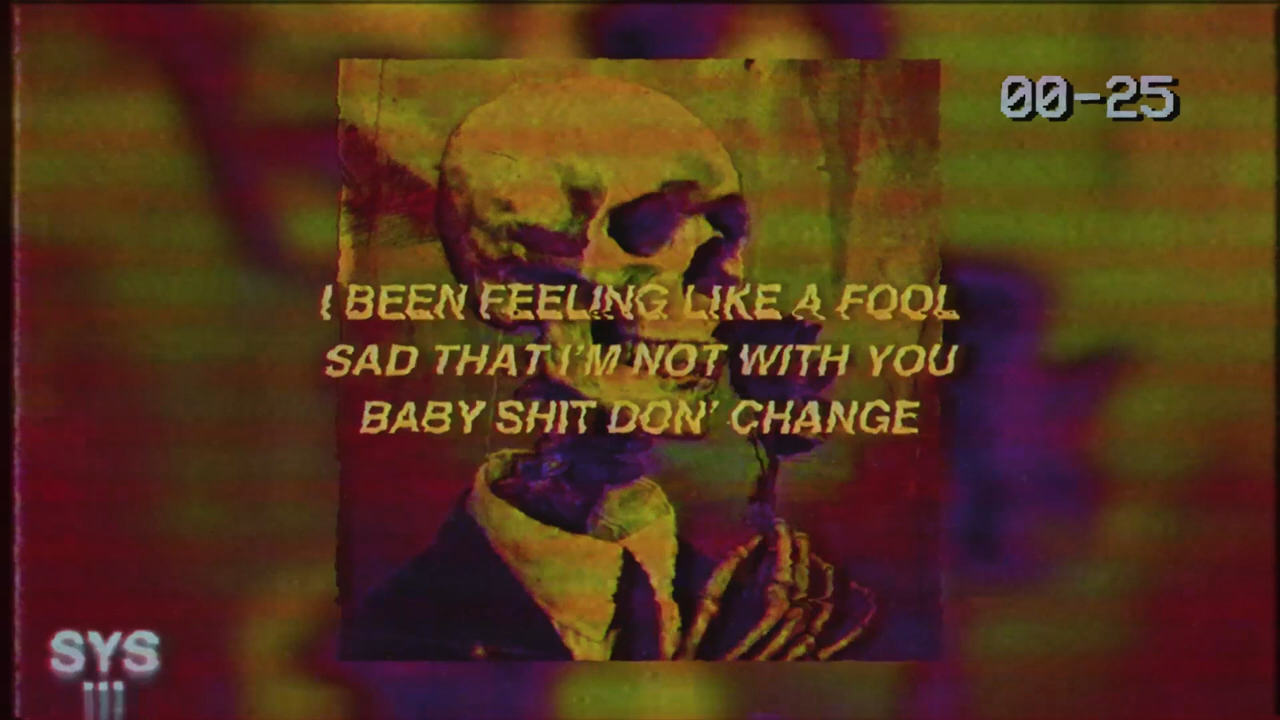 00-25
I BEEN FEELING LIKE A FOOL
SAD THAT I'M NOT WITH YOU
BABY SHIT DON' CHANGE
SYS